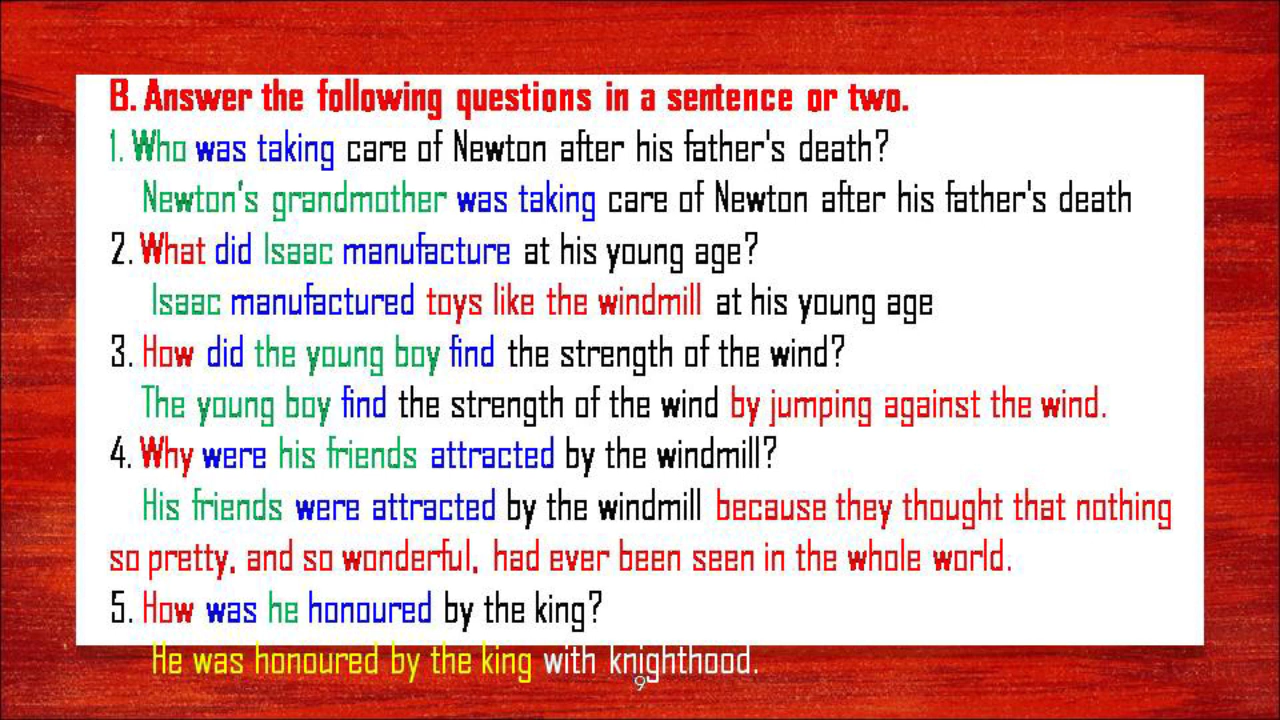 B. Answer the following questions in a sentence or two.
1. Who was taking care of Newton after his father's death?
Newton's grandmother was taking care of Newton after his father's death
2. What did Isaac manufacture at his young age?
Isaac manufactured toys like the windmill at his young age
3. How did the young boy find the strength of the wind?
The young boy find the strength of the wind by jumping against the wind.
4. Why were his friends attracted by the windmill?
His friends were attracted by the windmill because they thought that nothing
so pretty, and so wonderful, had ever been seen in the whole world.
5. How was he honoured by the king?
He was honoured by the king with knighthood.
9